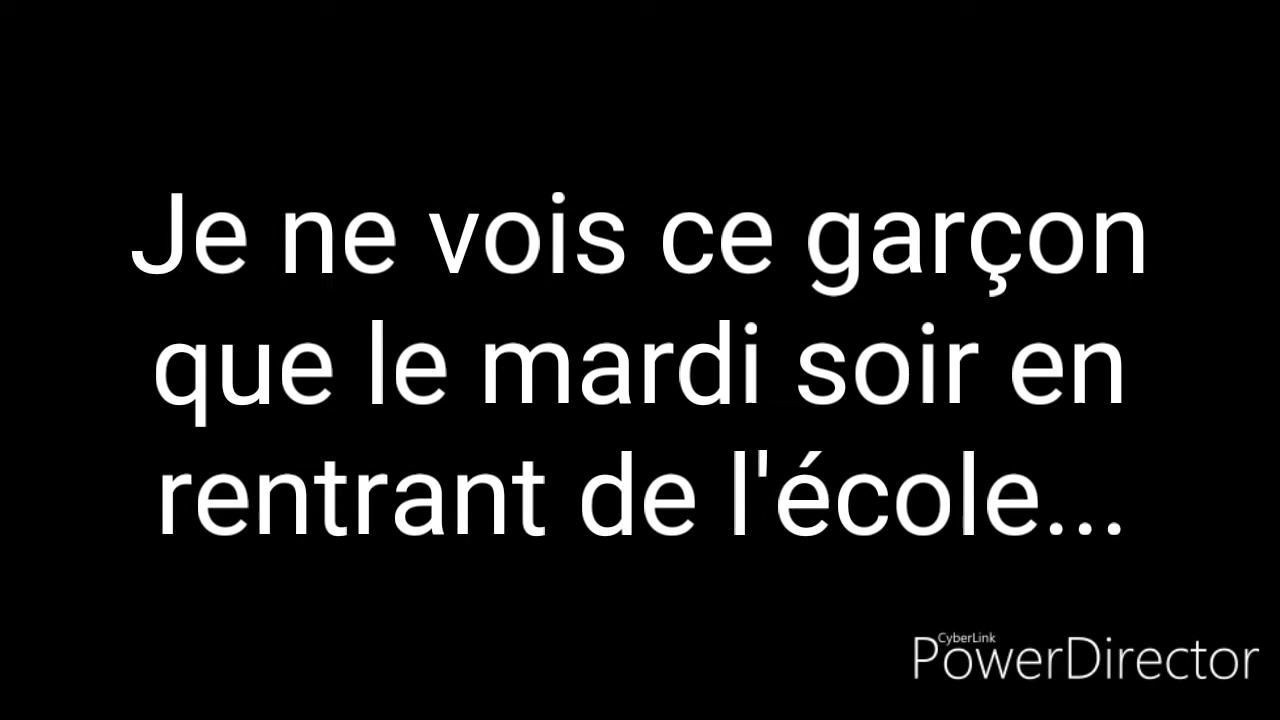 Je ne vois ce garçon
que le mardi soir en
rentrant de l'école...
CyberLink
PowerDirector